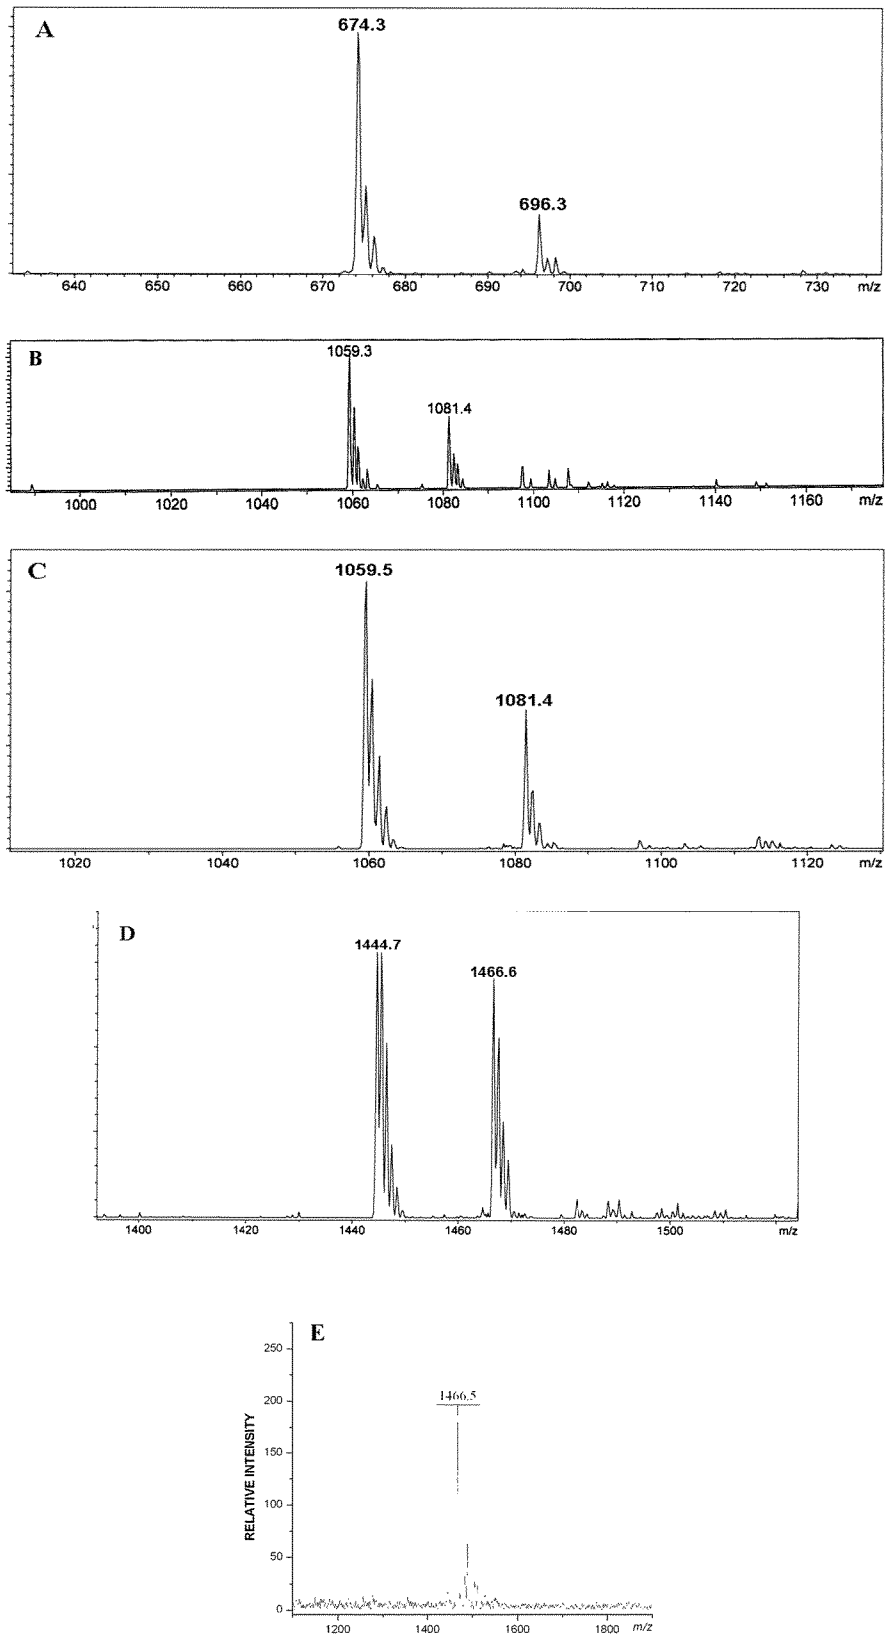 A
674.3
696.3
640 650 660 670 680 690 700 710 720 730 m/z
B
1059.3
1081.4
1000 1020 1040 1060 1080 1100 1120 1140 1160 m/z
C
1059.5
1081.4
1020 1040 1060 1080 1100 1120 m/z
D
1444.7
1466.6
1400 1420 1440 1460 1480 1500 m/z
E
1466.5
RELATIVE INTENSITY
250
200
150
100
50
0
1200 1400 1600 1800 m/z